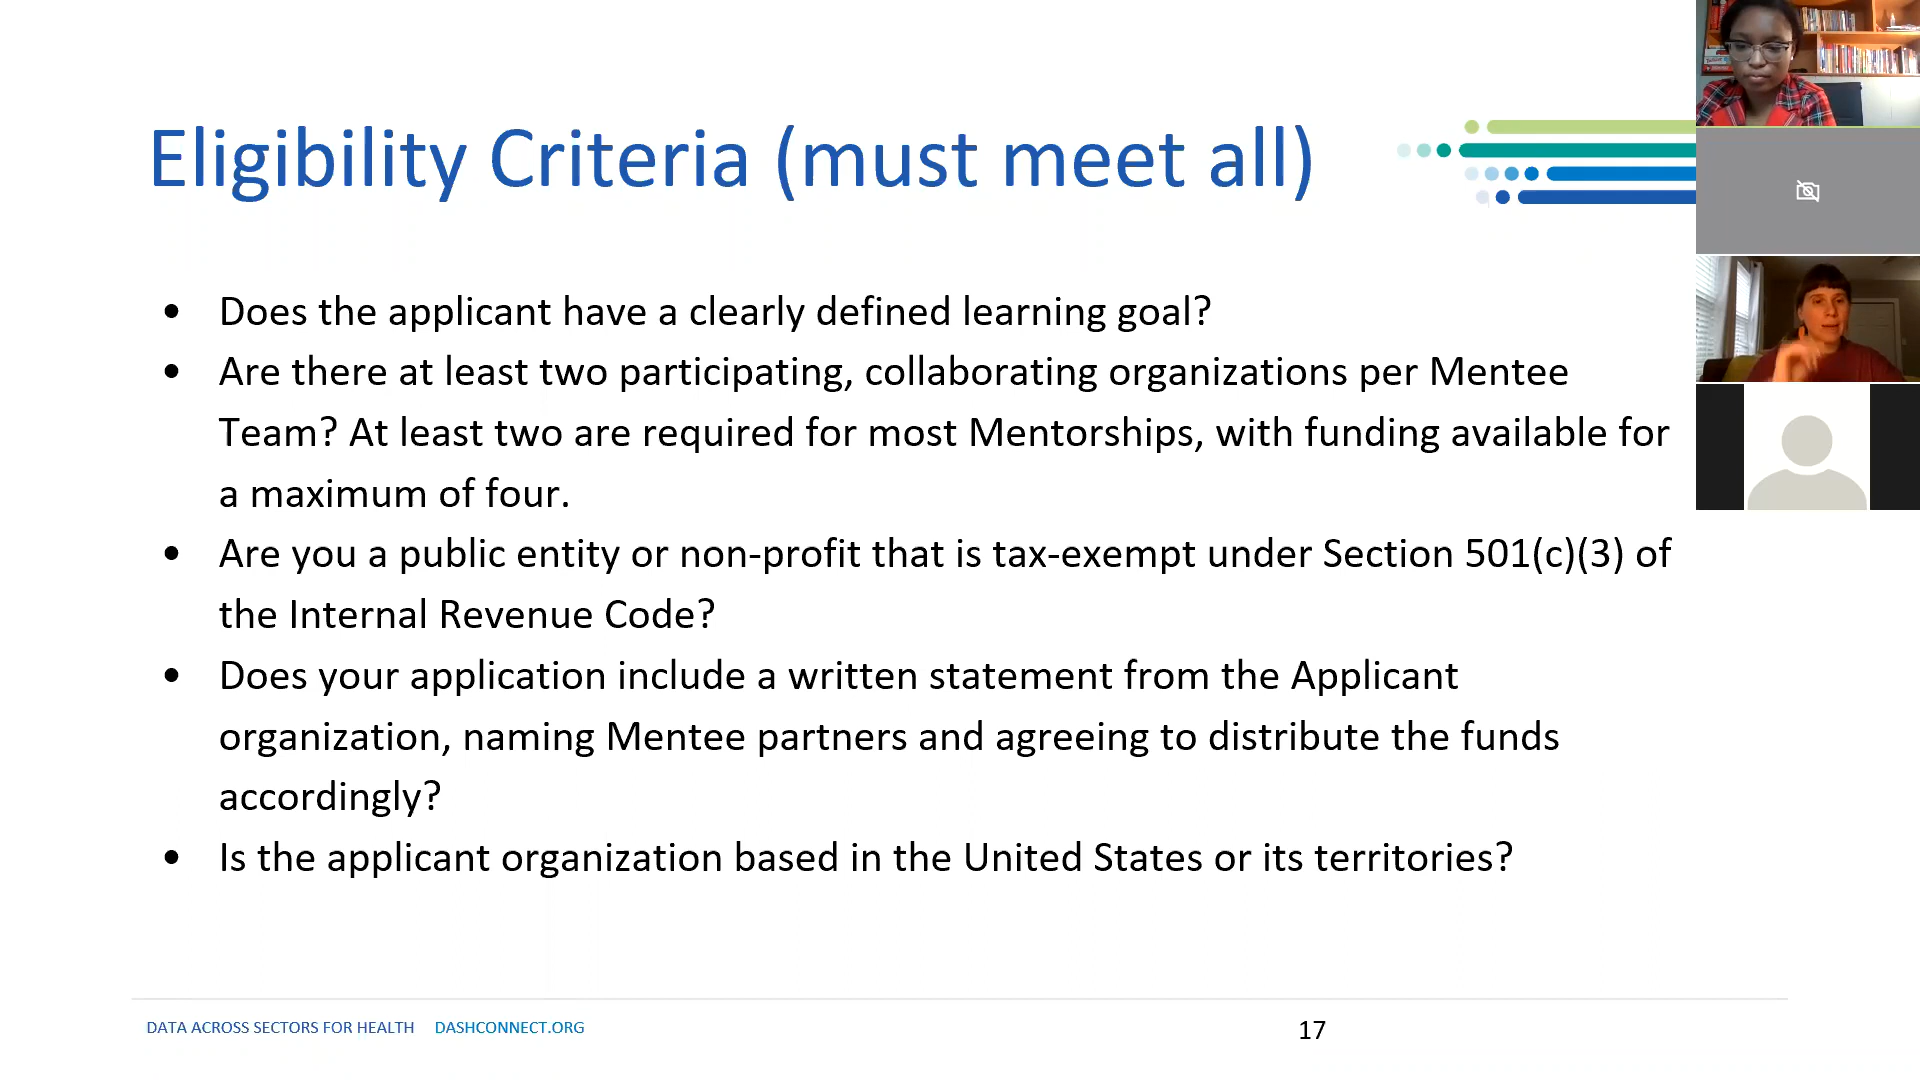 Eligibility Criteria (must meet all)
• Does the applicant have a clearly defined learning goal?
• Are there at least two participating, collaborating organizations per Mentee
Team? At least two are required for most Mentorships, with funding available for
a maximum of four.
• Are you a public entity or non-profit that is tax-exempt under Section 501(c)(3) of
the Internal Revenue Code?
• Does your application include a written statement from the Applicant
organization, naming Mentee partners and agreeing to distribute the funds
accordingly?
• Is the applicant organization based in the United States or its territories?
DATA ACROSS SECTORS FOR HEALTH DASHCONNECT.ORG
17